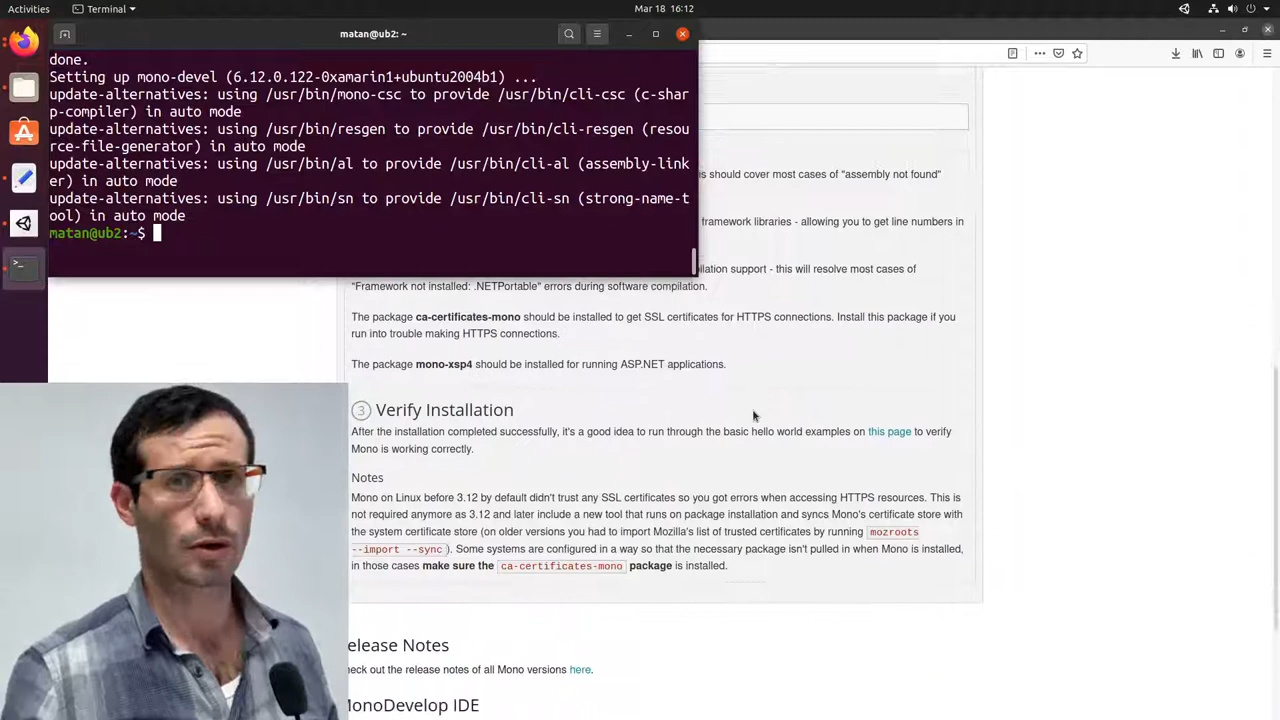 Activities
Terminal
Mar 18 16:12
matan@ub2: ~
done.
Setting up mono-devel (6.12.0.122-0xamarin1+ubuntu2004b1) ...
update-alternatives: using /usr/bin/mono-csc to provide /usr/bin/cli-csc (c-shar
p-compiler) in auto mode
update-alternatives: using /usr/bin/resgen to provide /usr/bin/cli-resgen (resou
rce-file-generator) in auto mode
update-alternatives: using /usr/bin/al to provide /usr/bin/cli-al (assembly-link
er) in auto mode
update-alternatives: using /usr/bin/sn to provide /usr/bin/cli-sn (strong-name-t
ool) in auto mode
matan@ub2:~$
is should cover most cases of "assembly not found"
framework libraries - allowing you to get line numbers in
ilation support - this will resolve most cases of
"Framework not installed: .NETPortable" errors during software compilation.
The package ca-certificates-mono should be installed to get SSL certificates for HTTPS connections. Install this package if you
run into trouble making HTTPS connections.
The package mono-xsp4 should be installed for running ASP.NET applications.
3 Verify Installation
After the installation completed successfully, it's a good idea to run through the basic hello world examples on this page to verify
Mono is working correctly.
Notes
Mono on Linux before 3.12 by default didn't trust any SSL certificates so you got errors when accessing HTTPS resources. This is
not required anymore as 3.12 and later include a new tool that runs on package installation and syncs Mono's certificate store with
the system certificate store (on older versions you had to import Mozilla's list of trusted certificates by running mozroots
--import --sync). Some systems are configured in a way so that the necessary package isn't pulled in when Mono is installed,
in those cases make sure the ca-certificates-mono package is installed.
elease Notes
heck out the release notes of all Mono versions here.
MonoDevelop IDE